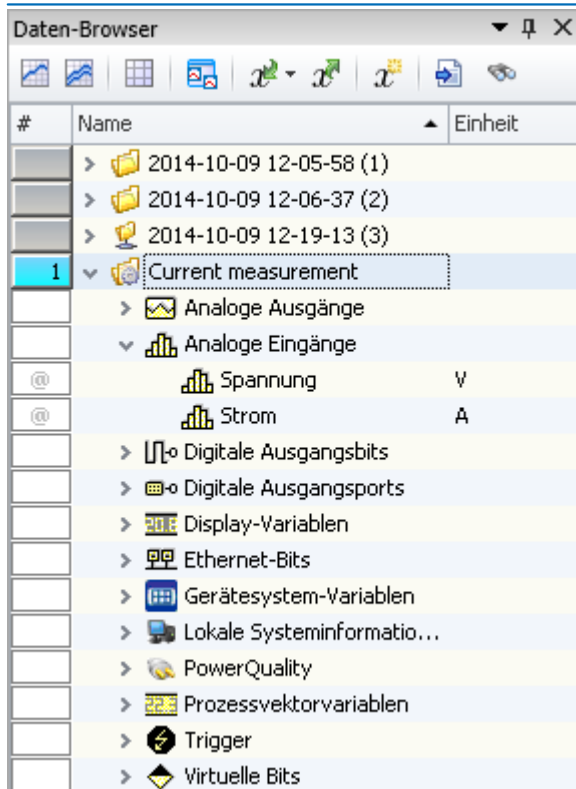 Daten-Browser
# Name Einheit
2014-10-09 12-05-58 (1)
2014-10-09 12-06-37 (2)
2014-10-09 12-19-13 (3)
1 Current measurement
Analoge Ausgänge
Analoge Eingänge
@ Spannung V
@ Strom A
Digitale Ausgangsbits
Digitale Ausgangsports
Display-Variablen
Ethernet-Bits
Gerätesystem-Variablen
Lokale Systeminformatio...
PowerQuality
Prozessvektorvariablen
Trigger
Virtuelle Bits